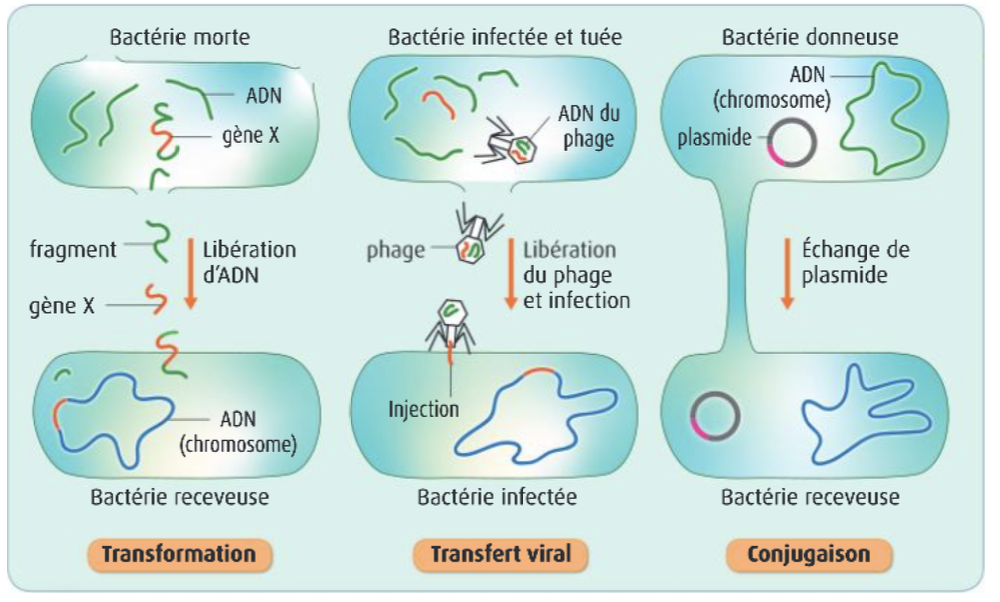 Bactérie morte
ADN
gène X
fragment
Libération
d'ADN
gène X
ADN
(chromosome)
Bactérie receveuse
Transformation
Bactérie infectée et tuée
ADN du
phage
phage
Libération
du phage
et infection
Injection
Bactérie infectée
Transfert viral
Bactérie donneuse
ADN
(chromosome)
plasmide
Échange de
plasmide
Bactérie receveuse
Conjugaison